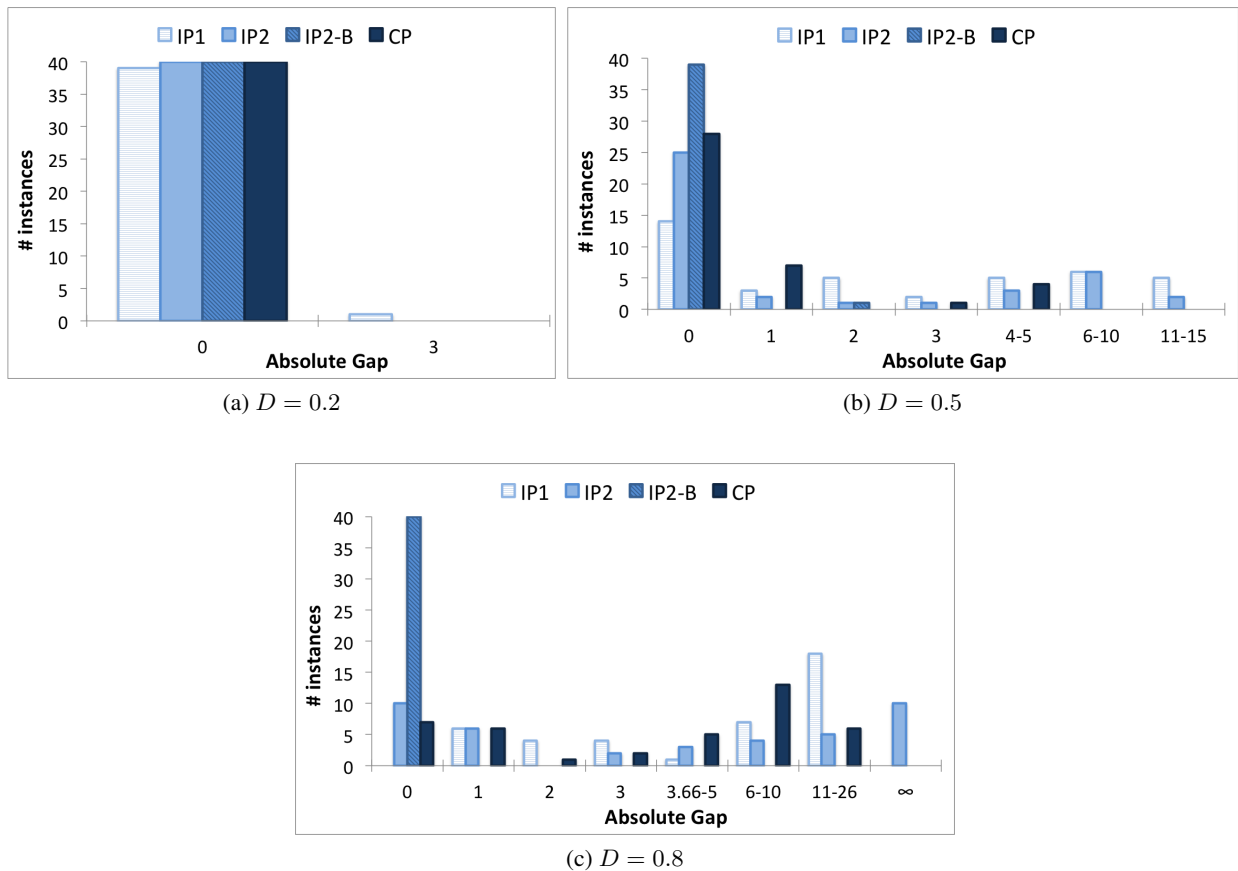 IP1 IP2 IP2-B CP
40
35
30
25
20
15
10
5
0
# instances
0 3
Absolute Gap
(a) D = 0.2
IP1 IP2 IP2-B CP
40
35
30
25
20
15
10
5
0
# instances
0 1 2 3 4-5 6-10 11-15
Absolute Gap
(b) D = 0.5
IP1 IP2 IP2-B CP
40
35
30
25
20
15
10
5
0
# instances
0 1 2 3 3.66-5 6-10 11-26 ∞
Absolute Gap
(c) D = 0.8